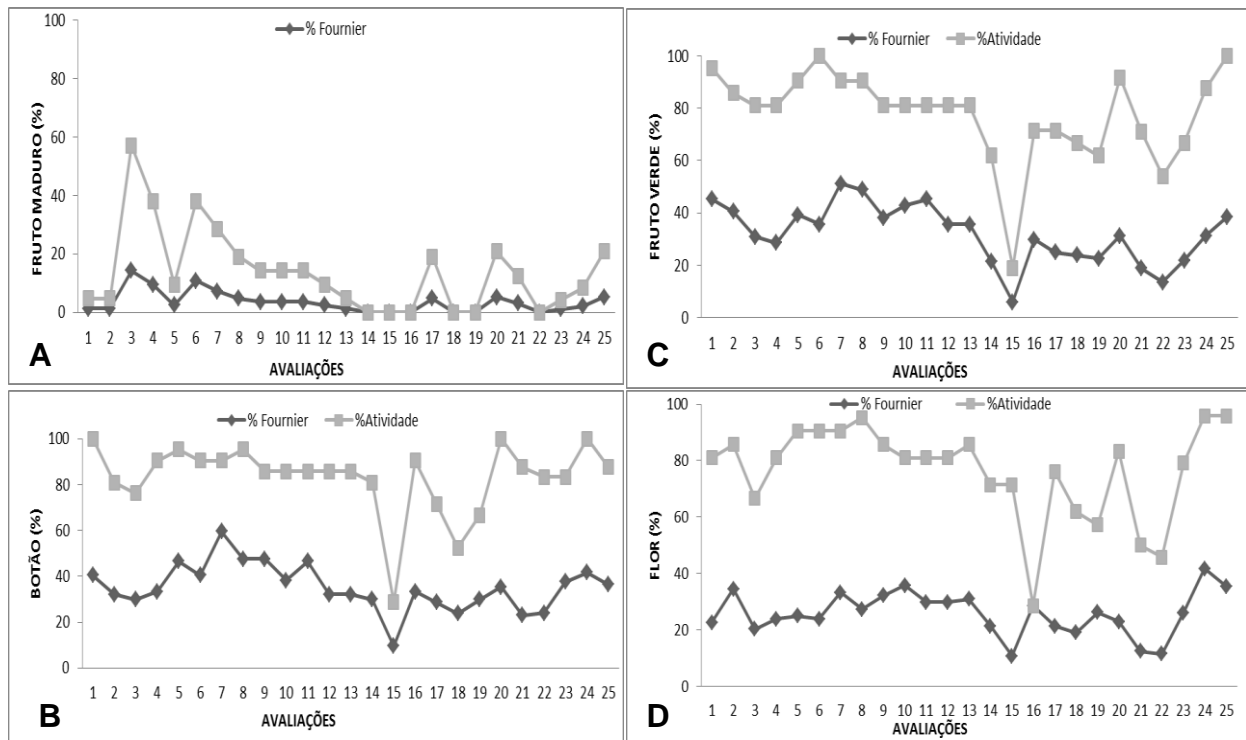 % Fournier
FRUTO MADURO (%)
100
80
60
40
20
0
1 2 3 4 5 6 7 8 9 10 11 12 13 14 15 16 17 18 19 20 21 22 23 24 25
AVALIAÇÕES
A
% Fournier %Atividade
BOTÃO (%)
100
80
60
40
20
0
1 2 3 4 5 6 7 8 9 10 11 12 13 14 15 16 17 18 19 20 21 22 23 24 25
AVALIAÇÕES
B
% Fournier %Atividade
FRUTO VERDE (%)
100
80
60
40
20
0
1 2 3 4 5 6 7 8 9 10 11 12 13 14 15 16 17 18 19 20 21 22 23 24 25
AVALIAÇÕES
C
% Fournier %Atividade
FLOR (%)
100
80
60
40
20
0
1 2 3 4 5 6 7 8 9 10 11 12 13 14 15 16 17 18 19 20 21 22 23 24 25
AVALIAÇÕES
D